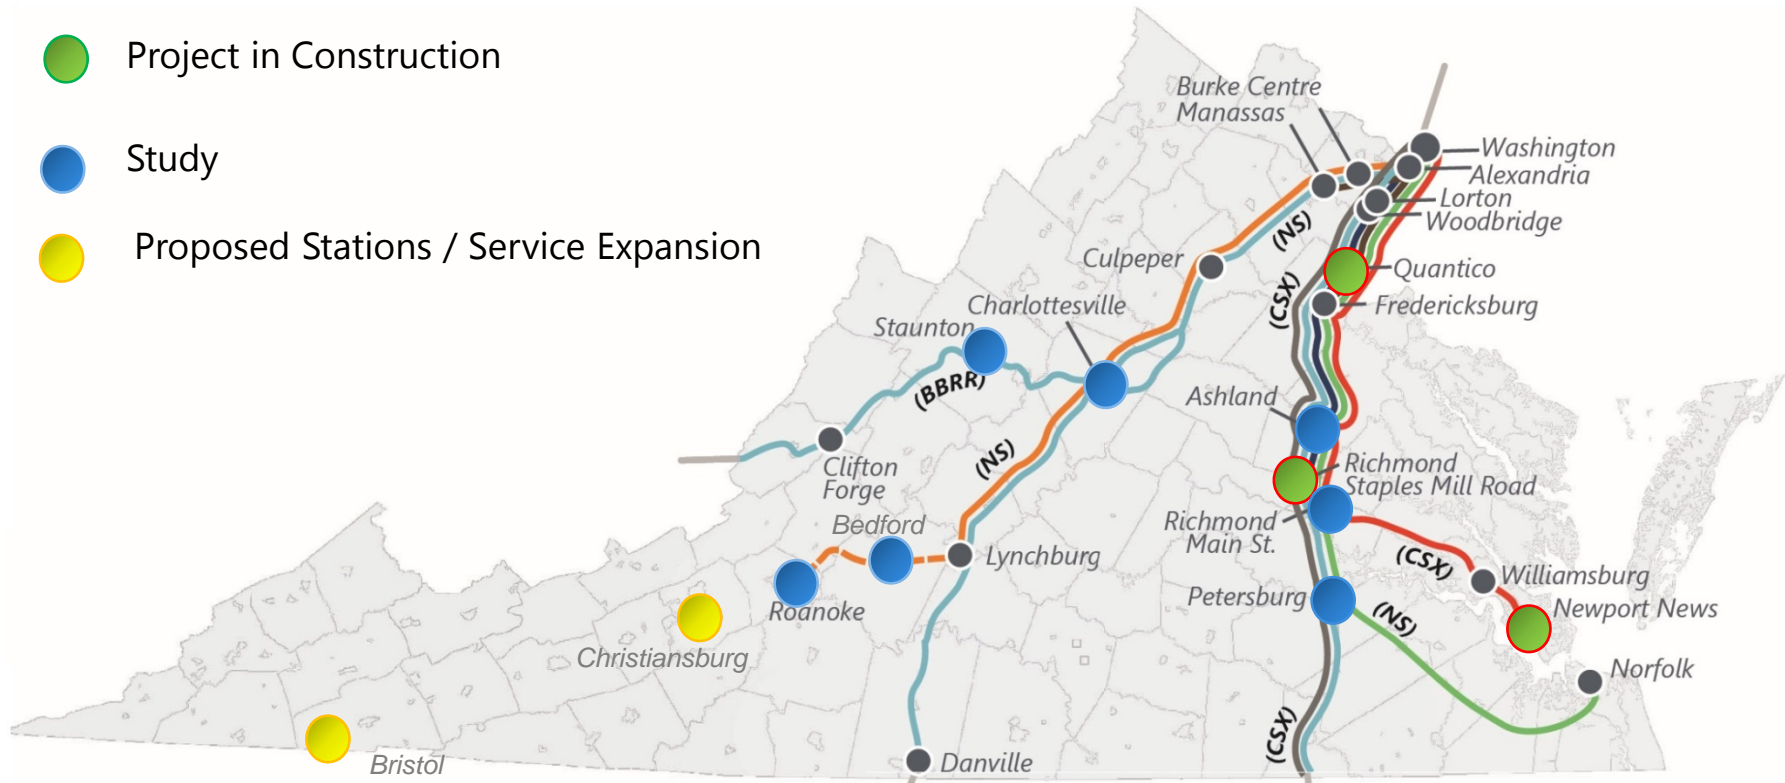 Project in Construction
Study
Proposed Stations / Service Expansion
Burke Centre
Manassas
Washington
Alexandria
Lorton
Woodbridge
(NS)
Culpeper
Quantico
(CSX)
Fredericksburg
Charlottesville
Staunton
(BBRR)
Ashland
Clifton
Forge
(NS)
Richmond
Staples Mill Road
Richmond
Main St.
Bedford
Lynchburg
(CSX)
Williamsburg
Roanoke
Petersburg
(NS)
Newport News
Christiansburg
Norfolk
(CSX)
Bristol
Danville